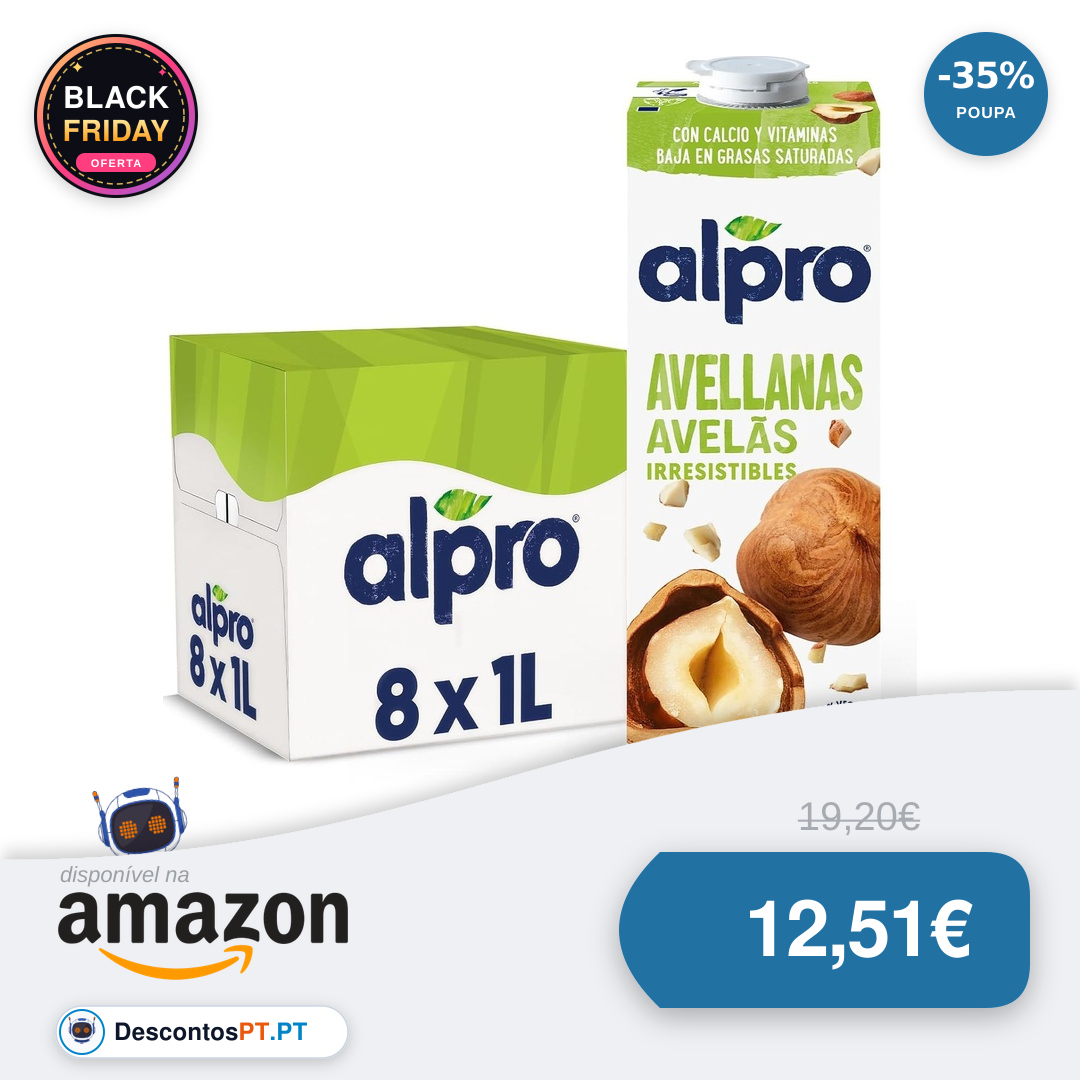 BLACK
FRIDAY
OFERTA
-35%
POUPA
CON CALCIO Y VITAMINAS
BAJA EN GRASAS SATURADAS
alpro®
AVELLANAS
AVELÃS
IRRESISTIBLES
alpro®
8 x 1L
alpro
8 x 1L
19,20€
12,51€
disponível na
amazon
DescontosPT.PT